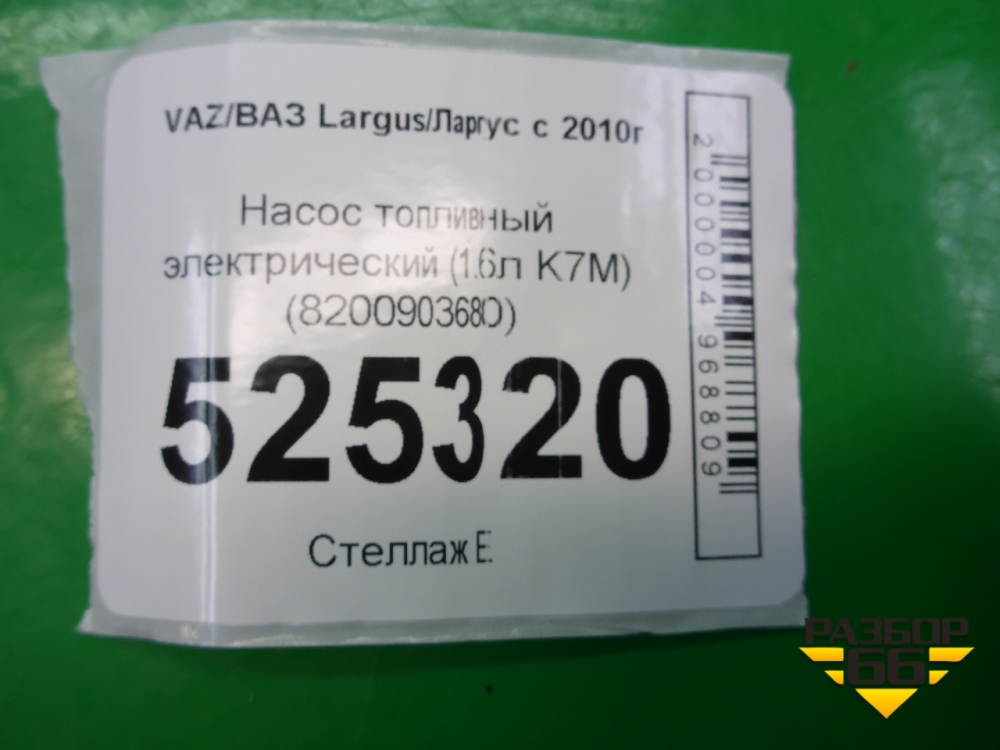 VAZ/ВАЗ Largus/Ларгус с 2010г
Насос топливный
электрический (1.6л K7M)
(8200903680)
525320
Стеллаж Е
2000004968809
РАЗБОР
66